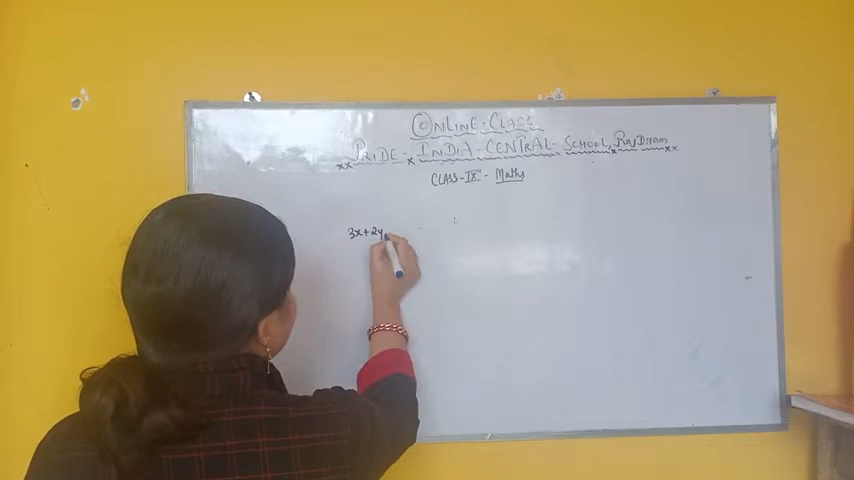 ONLINE-CLASS
PRIDE-INDIA-CENTRAL-SCHOOL,
CLASS-IX - Maths
3x+2y